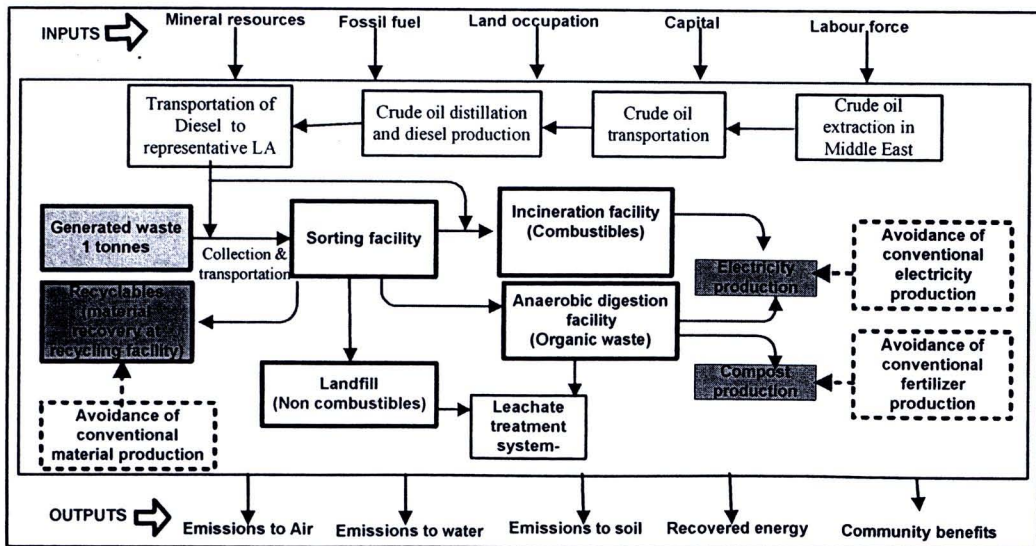 INPUTS
Mineral resources
Fossil fuel
Land occupation
Capital
Labour force
Transportation of
Diesel to
representative LA
Crude oil distillation
and diesel production
Crude oil
transportation
Crude oil
extraction in
Middle East
Generated waste
1 tonnes
Collection &
transportation
Sorting facility
Incineration facility
(Combustibles)
Electricity
production
Avoidance of
conventional
electricity
production
Recyclables
(material
recovery at
recycling facility)
Anaerobic digestion
facility
(Organic waste)
Compost
production
Avoidance of
conventional
fertilizer
production
Avoidance of
conventional
material production
Landfill
(Non combustibles)
Leachate
treatment
system-
OUTPUTS
Emissions to Air
Emissions to water
Emissions to soil
Recovered energy
Community benefits